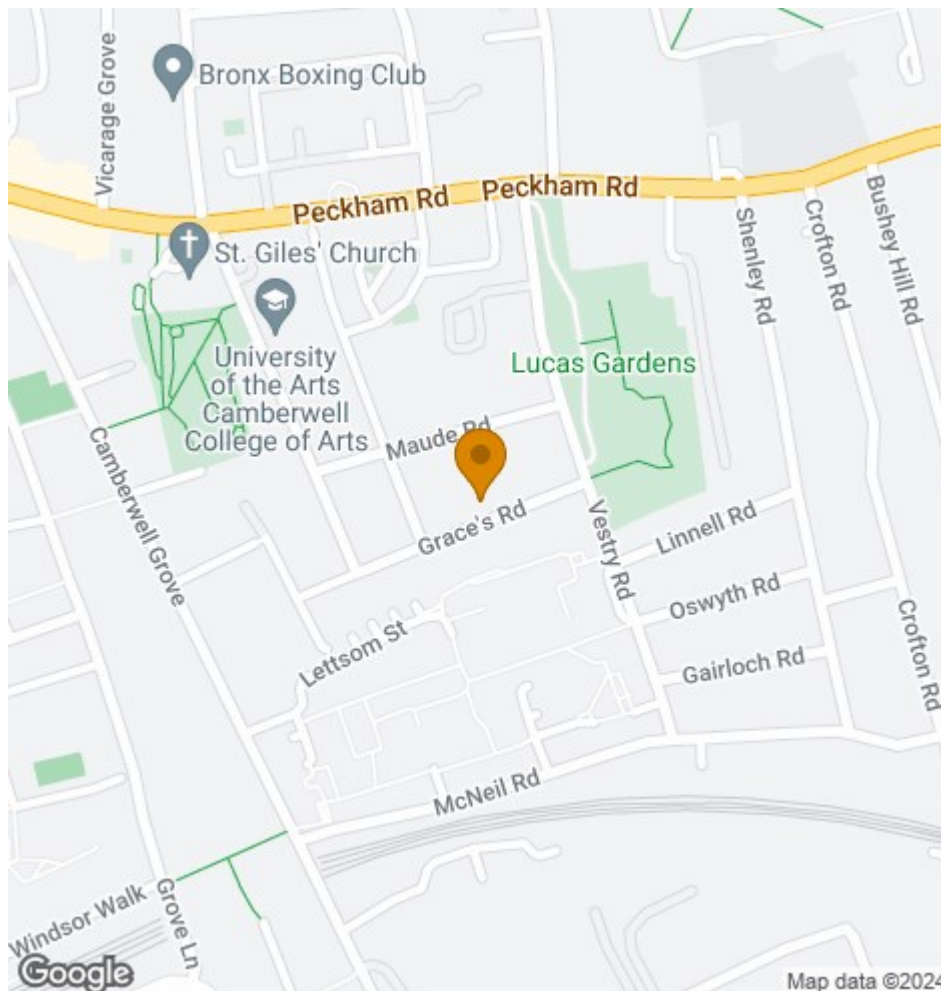 Vicarage Grove
Bronx Boxing Club
Peckham Rd
Peckham Rd
St. Giles' Church
University
of the Arts
Camberwell
College of Arts
Lucas Gardens
Shenley Rd
Crofton Rd
Bushey Hill Rd
Maude Rd
Camberwell Grove
Grace's Rd
Vestry Rd
Linnell Rd
Oswyth Rd
Lettsom St
Gairloch Rd
Crofton Rd
McNeil Rd
Windsor Walk
Grove Ln
Google
Map data ©2024